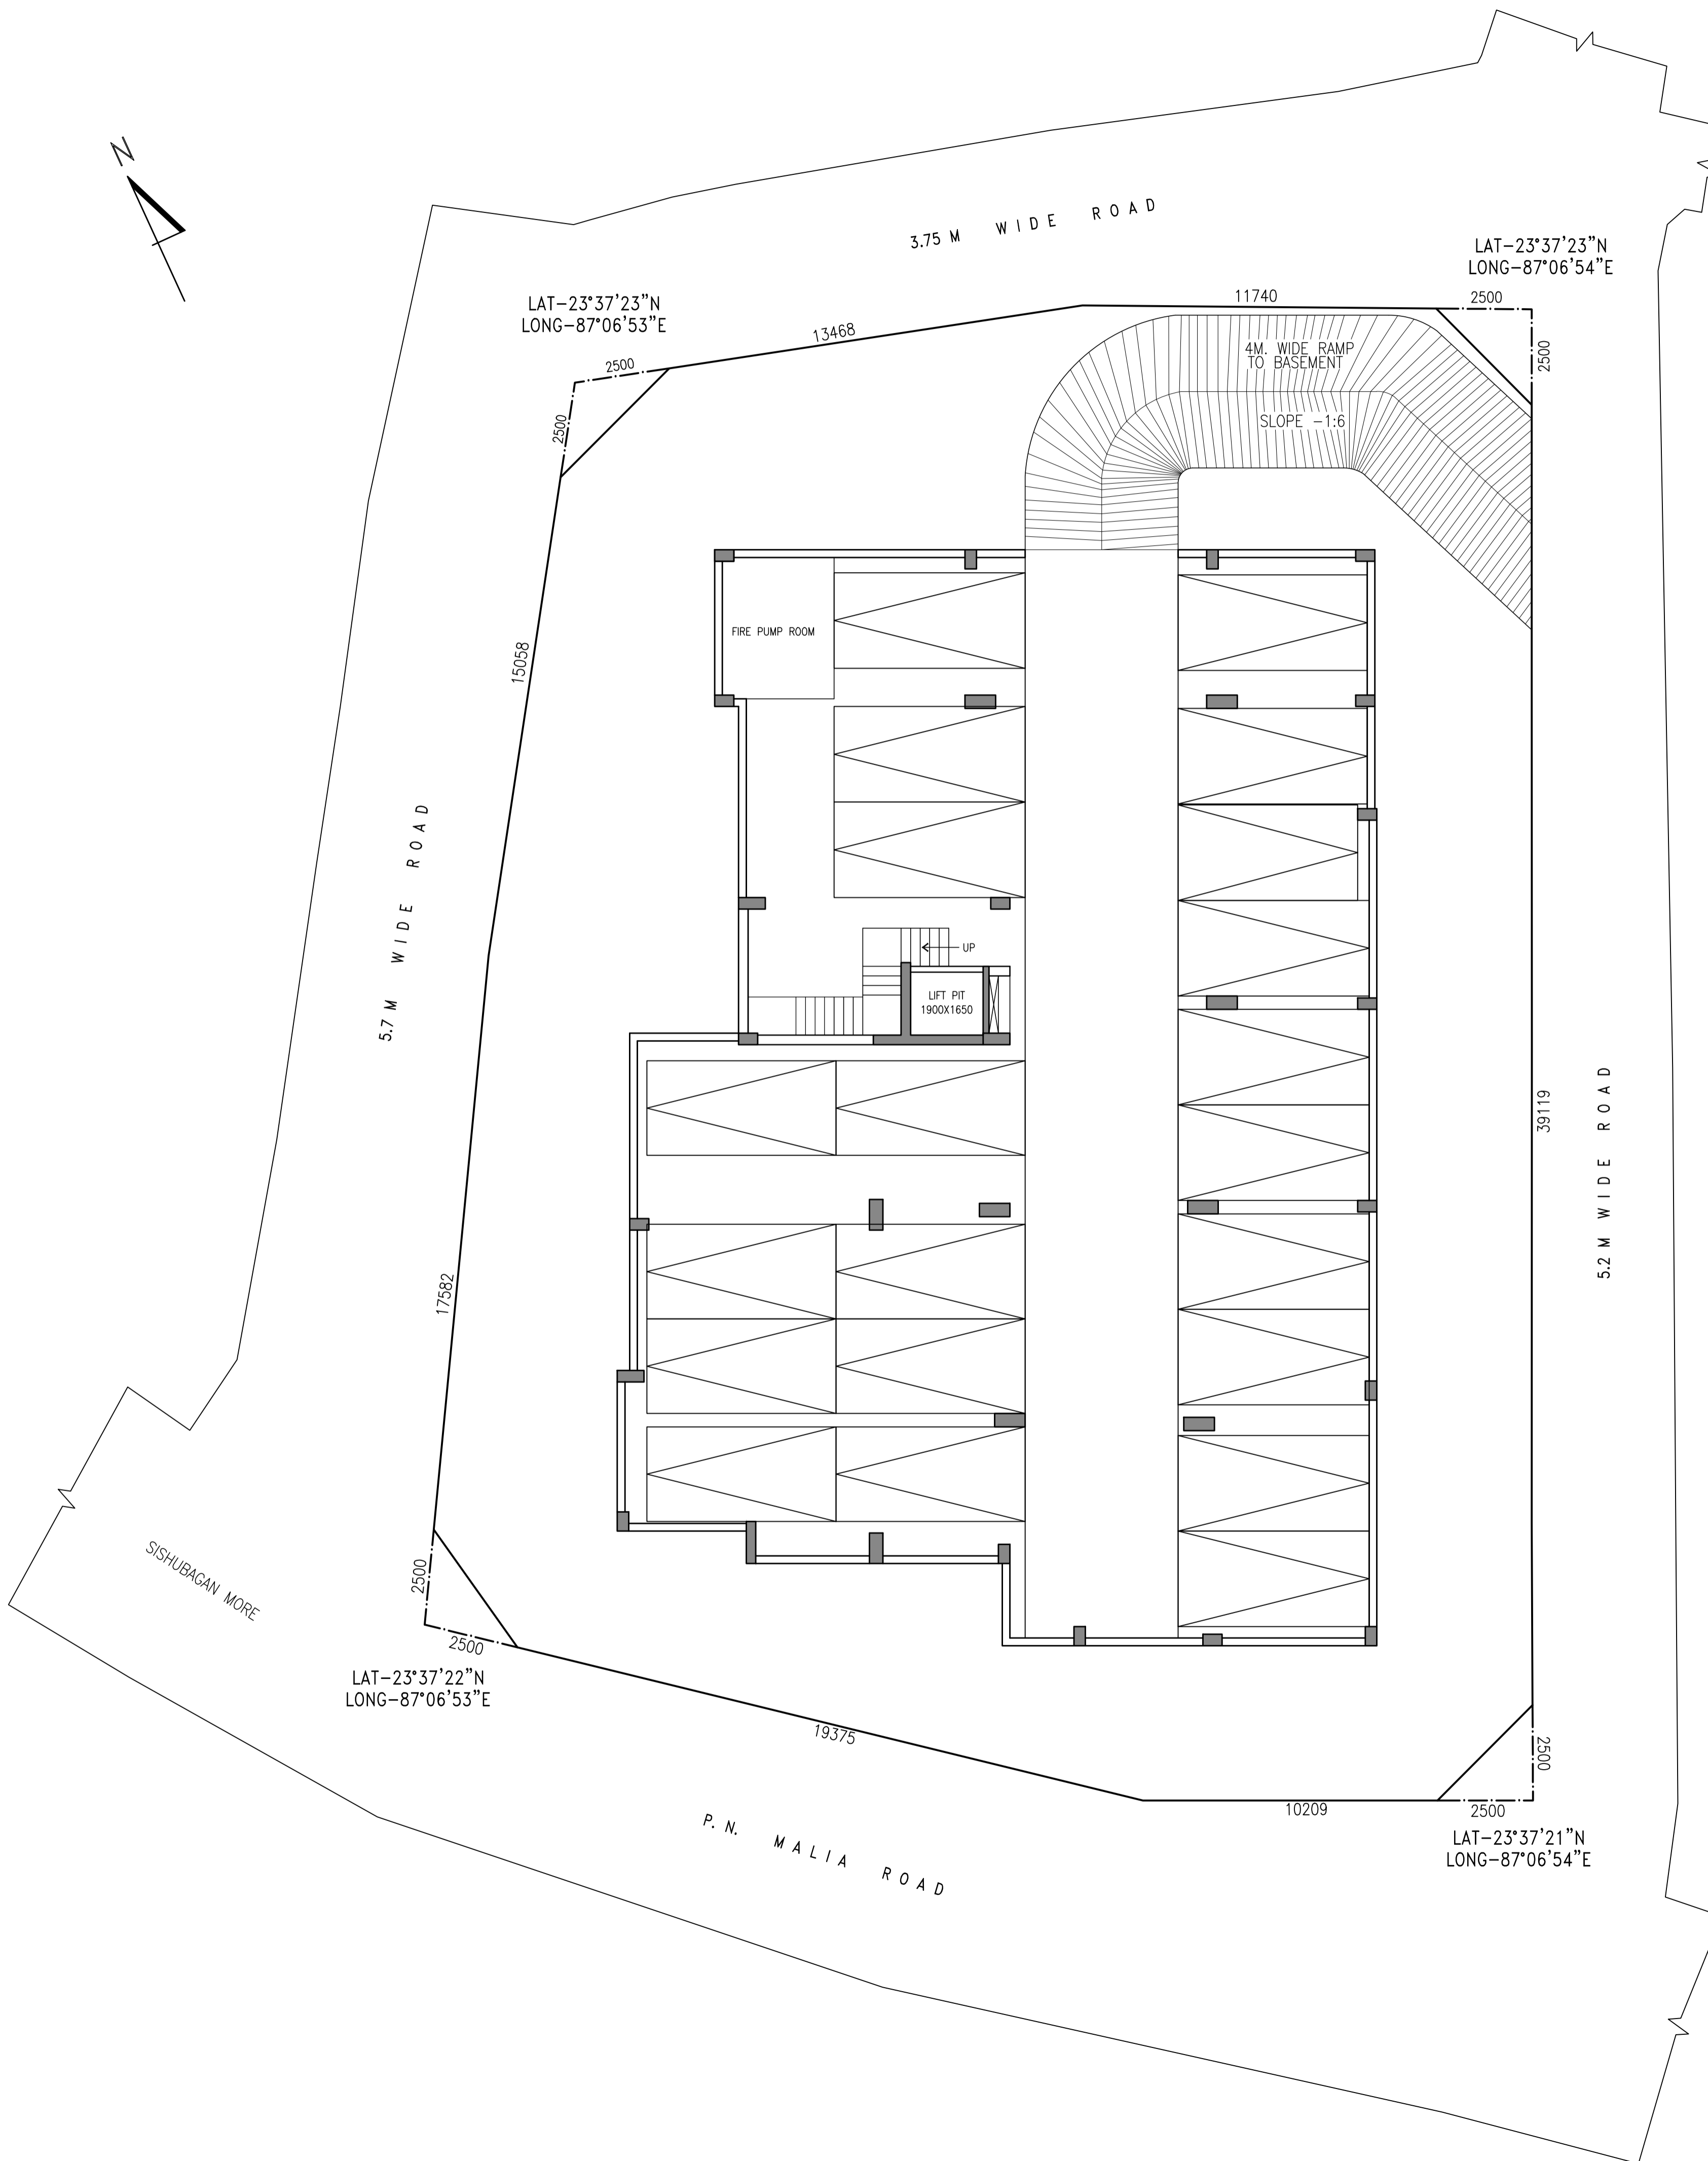 N
3.75 M WIDE ROAD
LAT-23°37'23"N
LONG-87°06'54"E
LAT-23°37'23"N
LONG-87°06'53"E
11740
2500
13468
2500
2500
2500
4M. WIDE RAMP
TO BASEMENT
SLOPE -1:6
15058
FIRE PUMP ROOM
5.7 M WIDE ROAD
UP
LIFT PIT
1900X1650
39119
5.2 M WIDE ROAD
17582
SISHUBAGAN MORE
2500
2500
LAT-23°37'22"N
LONG-87°06'53"E
19375
2500
10209
2500
P. N. MALIA ROAD
LAT-23°37'21"N
LONG-87°06'54"E